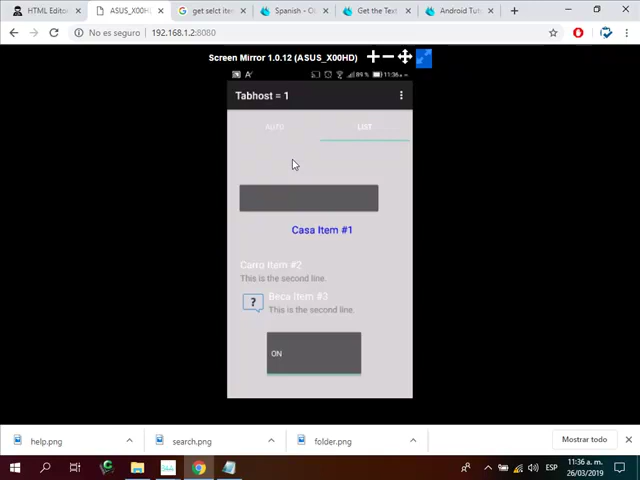 HTML Editor
ASUS_X00H
get selct iter
Spanish - Cl
Get the Text
Android Tut
No es seguro
192.168.1.2:8080
Screen Mirror 1.0.12 (ASUS_X00HD)
89 %
11:36 a.m.
Tabhost = 1
AUTO
LIST
Casa Item #1
Carro Item #2
This is the second line.
Beca Item #3
This is the second line.
ON
help.png
search.png
folder.png
Mostrar todo
ESP
11:36 a. m.
26/03/2019